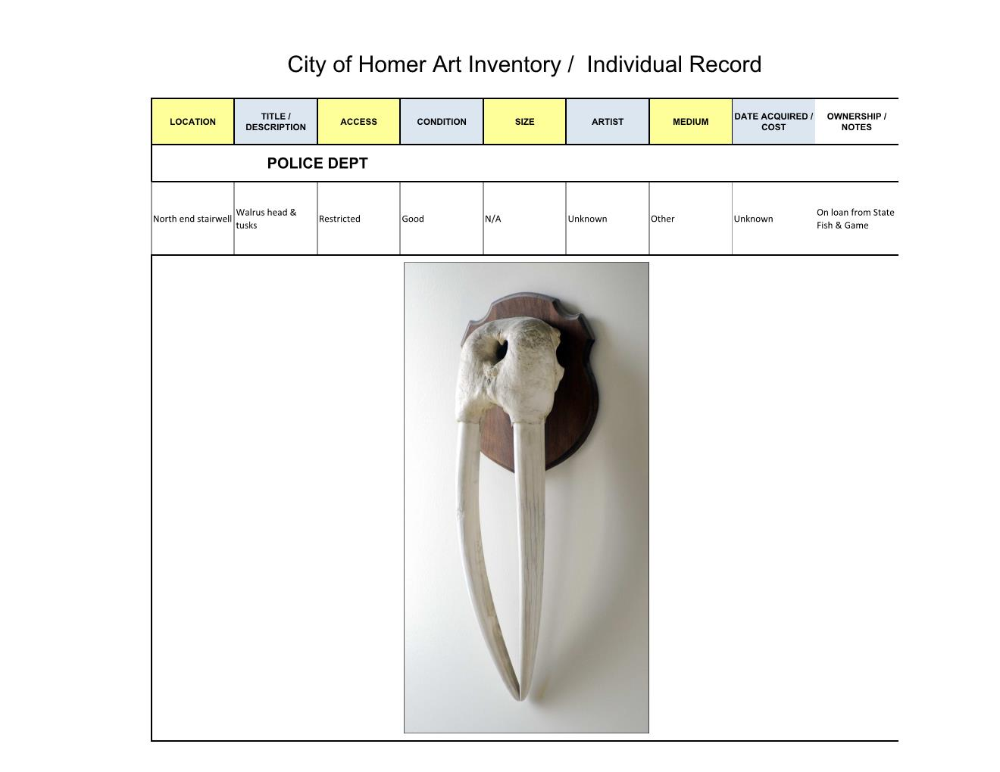 City of Homer Art Inventory /  Individual Record
LOCATION
TITLE /
DESCRIPTION
ACCESS
CONDITION
SIZE
ARTIST
MEDIUM
DATE ACQUIRED /
COST
OWNERSHIP /
NOTES
POLICE DEPT
North end stairwell
Walrus head &
tusks
Restricted
Good
N/A
Unknown
Other
Unknown
On loan from State
Fish & Game